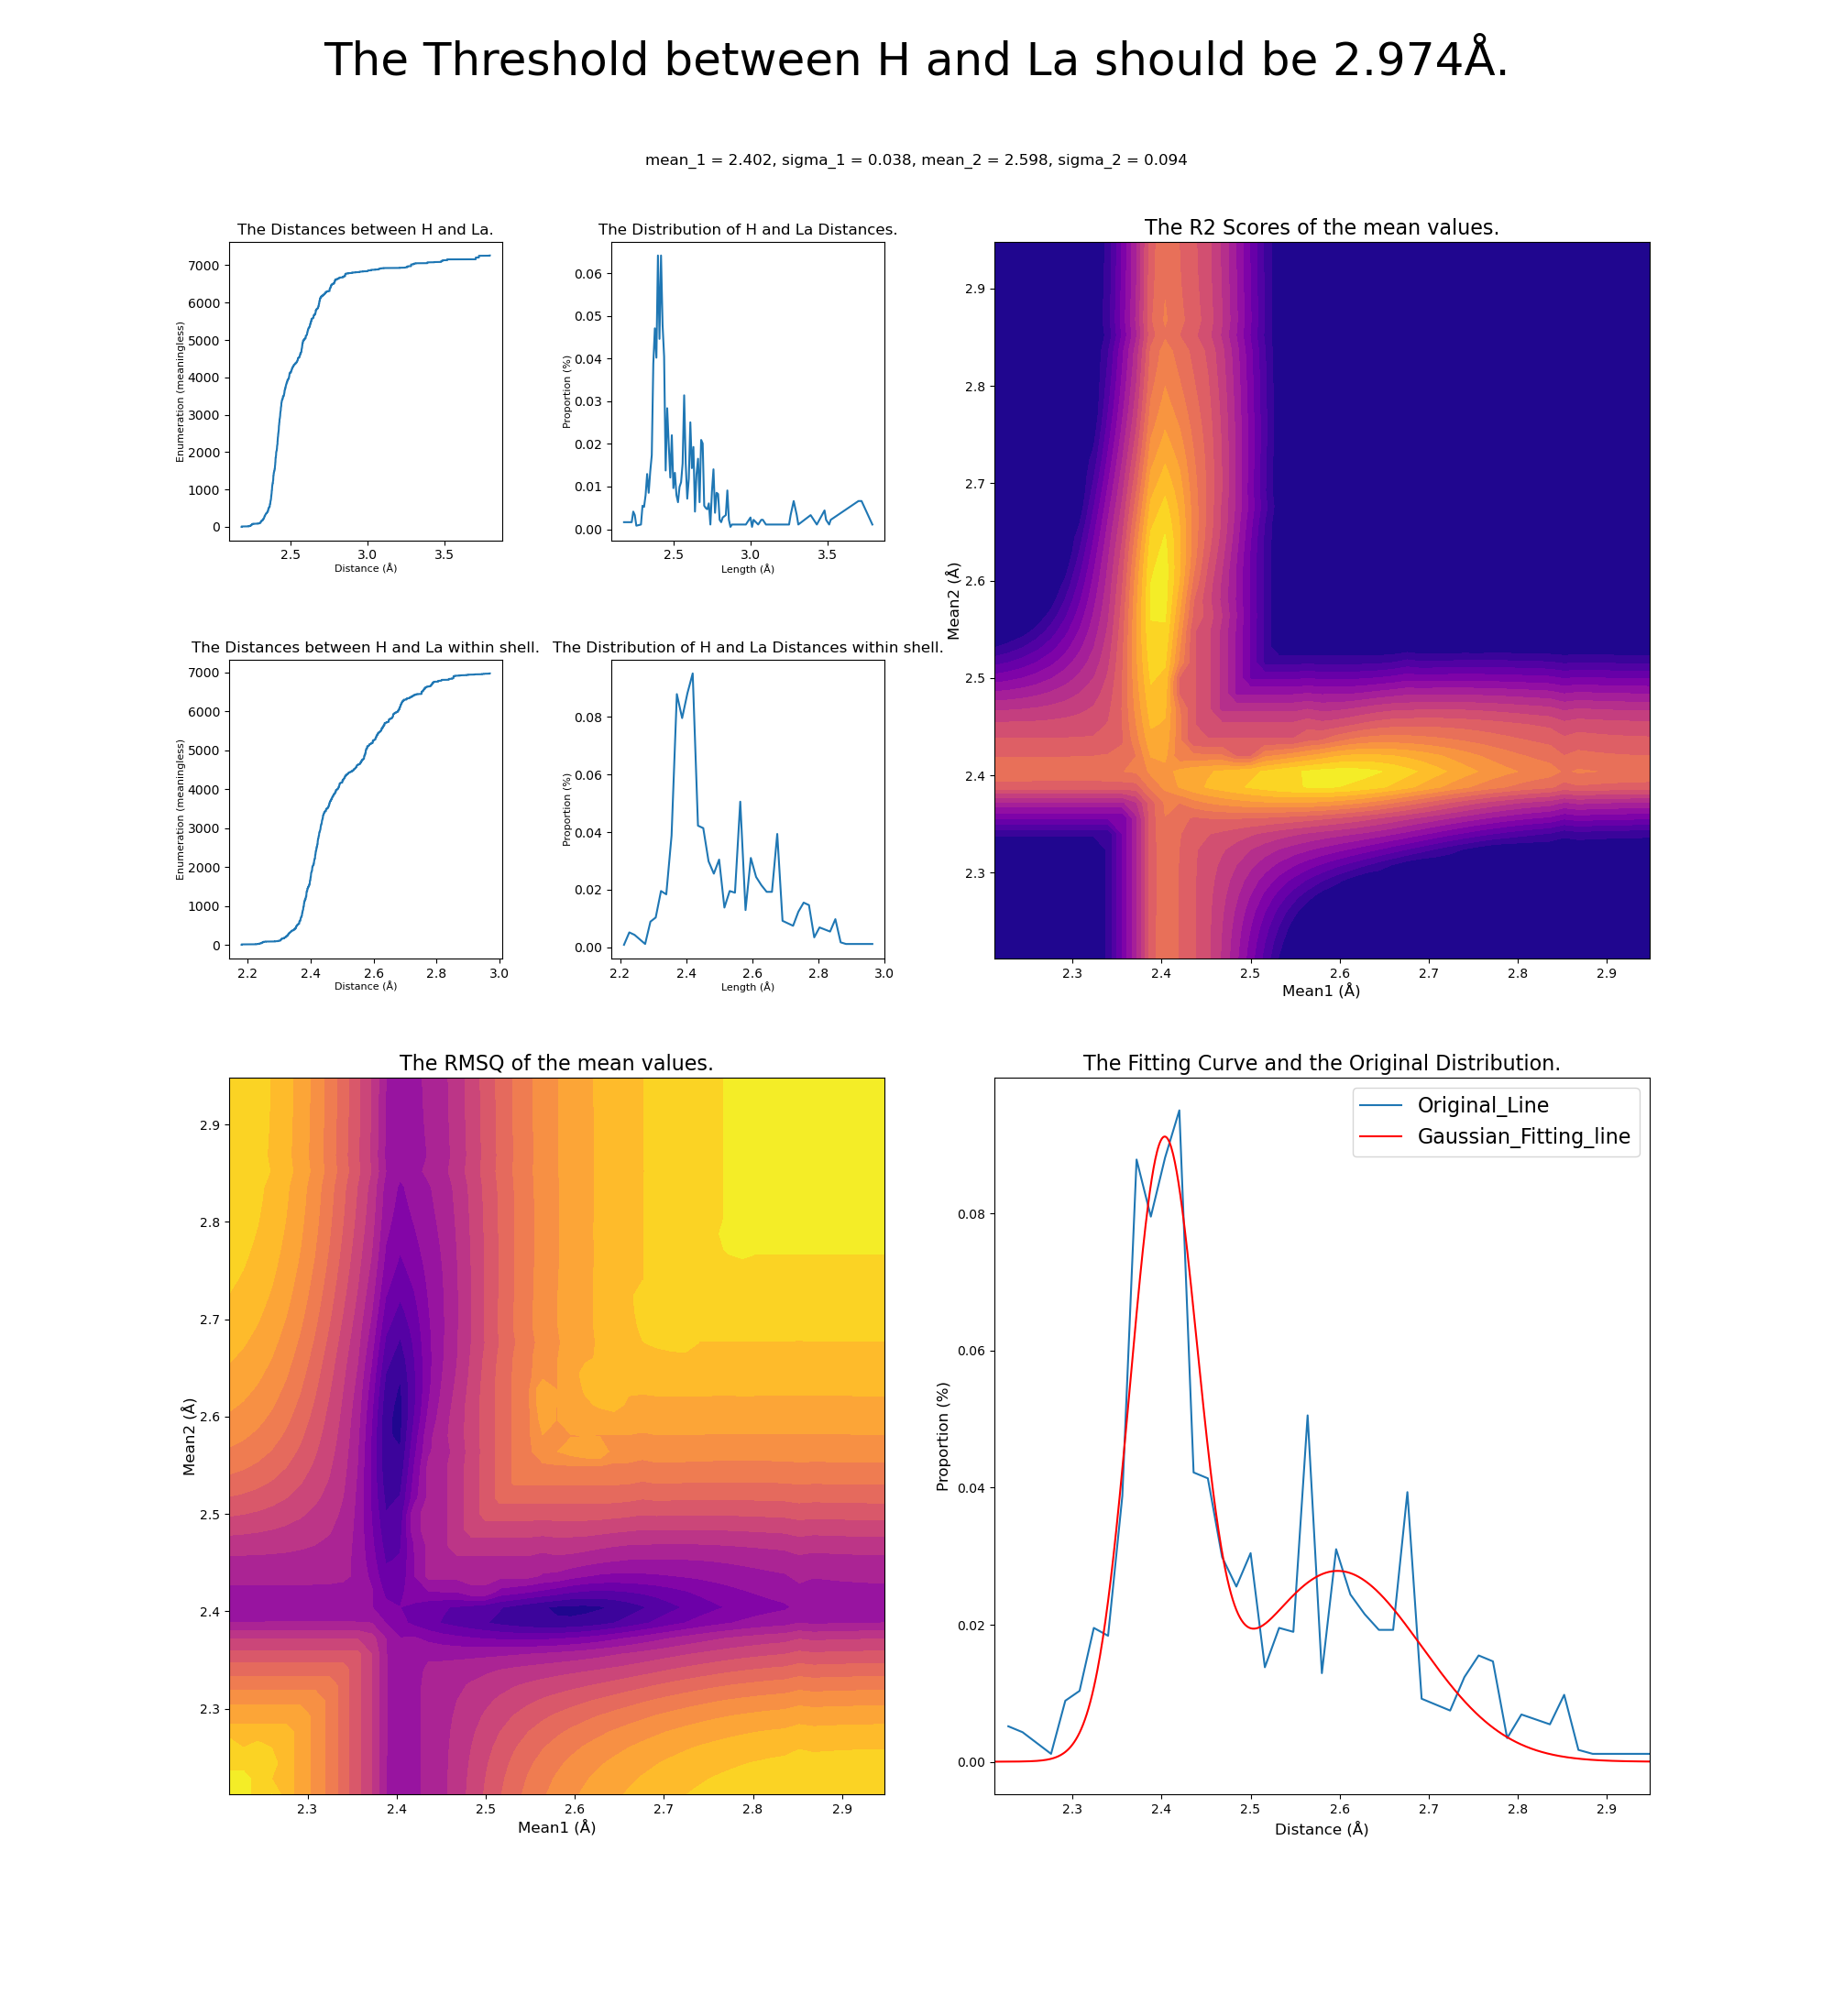 The Threshold between H and La should be 2.974Å.
mean_1 = 2.402, sigma_1 = 0.038, mean_2 = 2.598, sigma_2 = 0.094
The Distances between H and La.
7000
6000
5000
4000
3000
2000
1000
0
Enumeration (meaningless)
2.5 3.0 3.5
Distance (Å)
The Distribution of H and La Distances.
0.06
0.05
0.04
0.03
0.02
0.01
0.00
Proportion (%)
2.5 3.0 3.5
Length (Å)
The R2 Scores of the mean values.
2.9
2.8
2.7
2.6
2.5
2.4
2.3
Mean2 (Å)
2.3 2.4 2.5 2.6 2.7 2.8 2.9
Mean1 (Å)
The Distances between H and La within shell.
7000
6000
5000
4000
3000
2000
1000
0
Enumeration (meaningless)
2.2 2.4 2.6 2.8 3.0
Distance (Å)
The Distribution of H and La Distances within shell.
0.08
0.06
0.04
0.02
0.00
Proportion (%)
2.2 2.4 2.6 2.8 3.0
Length (Å)
The RMSQ of the mean values.
2.9
2.8
2.7
2.6
2.5
2.4
2.3
Mean2 (Å)
2.3 2.4 2.5 2.6 2.7 2.8 2.9
Mean1 (Å)
The Fitting Curve and the Original Distribution.
Original_Line
Gaussian_Fitting_line
0.08
0.06
0.04
0.02
0.00
Proportion (%)
2.3 2.4 2.5 2.6 2.7 2.8 2.9
Distance (Å)